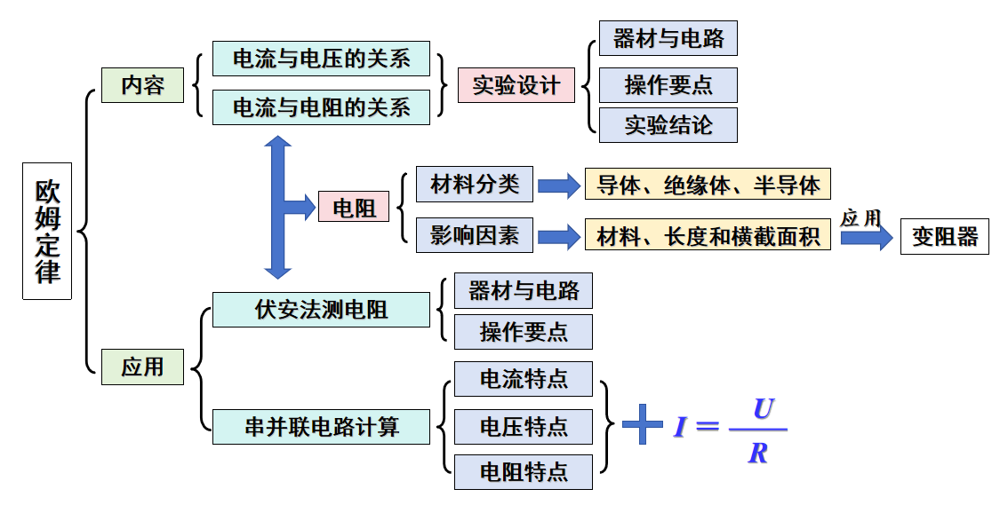 欧姆定律
内容
电流与电压的关系
电流与电阻的关系
实验设计
器材与电路
操作要点
实验结论
电阻
材料分类
导体、绝缘体、半导体
影响因素
材料、长度和横截面积
应用
变阻器
应用
伏安法测电阻
器材与电路
操作要点
串并联电路计算
电流特点
电压特点
电阻特点
I = U/R